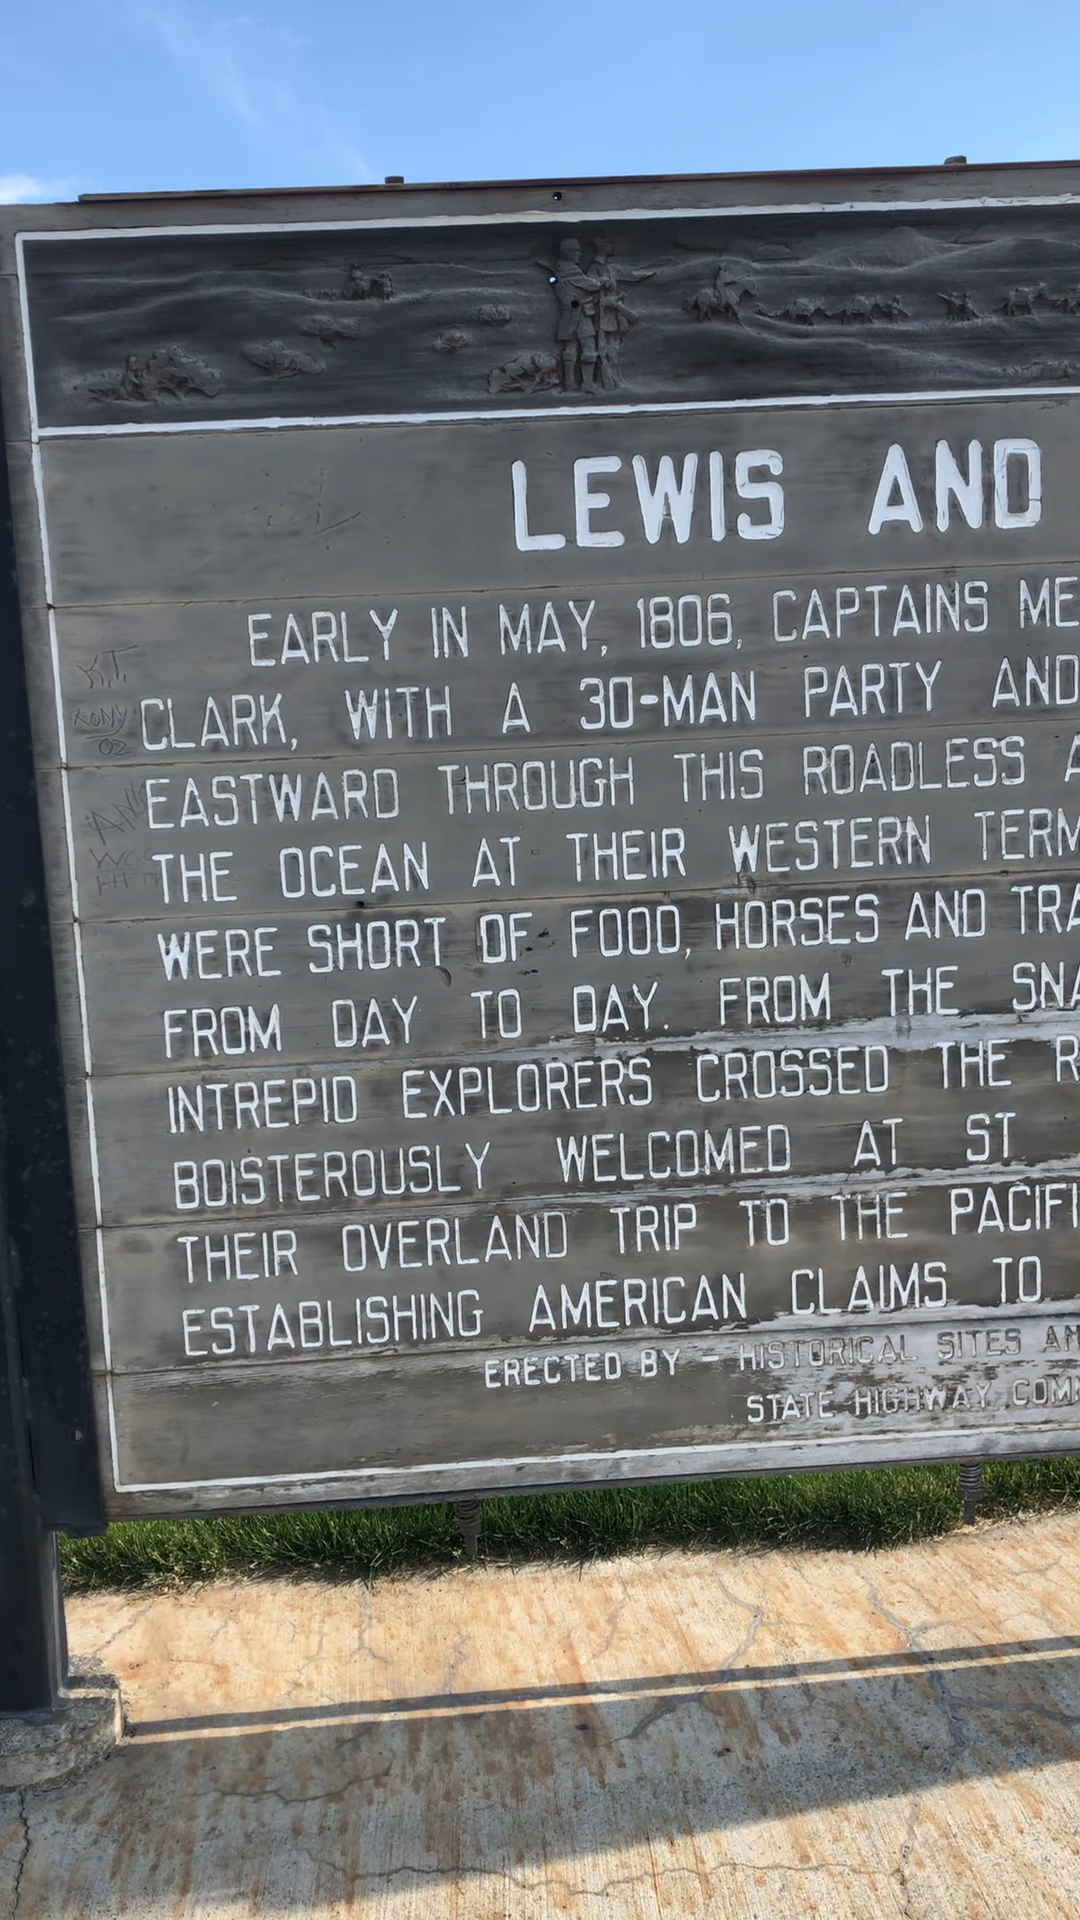 LEWIS AND
EARLY IN MAY, 1806, CAPTAINS ME
CLARK, WITH A 30-MAN PARTY AND
EASTWARD THROUGH THIS ROADLESS A
THE OCEAN AT THEIR WESTERN TERM
WERE SHORT OF FOOD, HORSES AND TRA
FROM DAY TO DAY. FROM THE SNA
INTREPID EXPLORERS CROSSED THE R
BOISTEROUSLY WELCOMED AT ST
THEIR OVERLAND TRIP TO THE PACIFI
ESTABLISHING AMERICAN CLAIMS TO
ERECTED BY – HISTORICAL SITES AN
STATE HIGHWAY COM
K.T.
02